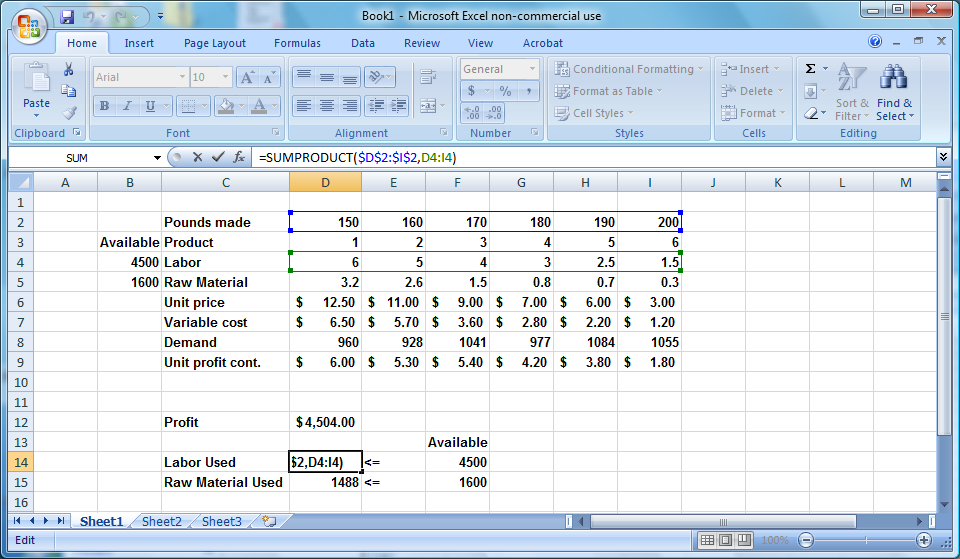 Book1 - Microsoft Excel non-commercial use
Home Insert Page Layout Formulas Data Review View Acrobat
Paste
Arial 10
B I U
General
$ % ,
Conditional Formatting
Format as Table
Cell Styles
Insert
Delete
Format
Σ
Sort & Filter
Find & Select
Clipboard Font Alignment Number Styles Cells Editing
SUM =SUMPRODUCT($D$2:$I$2,D4:I4)
A B C D E F G H I J K L M
1
2 Pounds made 150 160 170 180 190 200
3 Available Product 1 2 3 4 5 6
4 4500 Labor 6 5 4 3 2.5 1.5
5 1600 Raw Material 3.2 2.6 1.5 0.8 0.7 0.3
6 Unit price $ 12.50 $ 11.00 $ 9.00 $ 7.00 $ 6.00 $ 3.00
7 Variable cost $ 6.50 $ 5.70 $ 3.60 $ 2.80 $ 2.20 $ 1.20
8 Demand 960 928 1041 977 1084 1055
9 Unit profit cont. $ 6.00 $ 5.30 $ 5.40 $ 4.20 $ 3.80 $ 1.80
10
11
12 Profit $4,504.00
13 Available
14 Labor Used $2,D4:I4) <= 4500
15 Raw Material Used 1488 <= 1600
16
Sheet1 Sheet2 Sheet3
Edit 100%